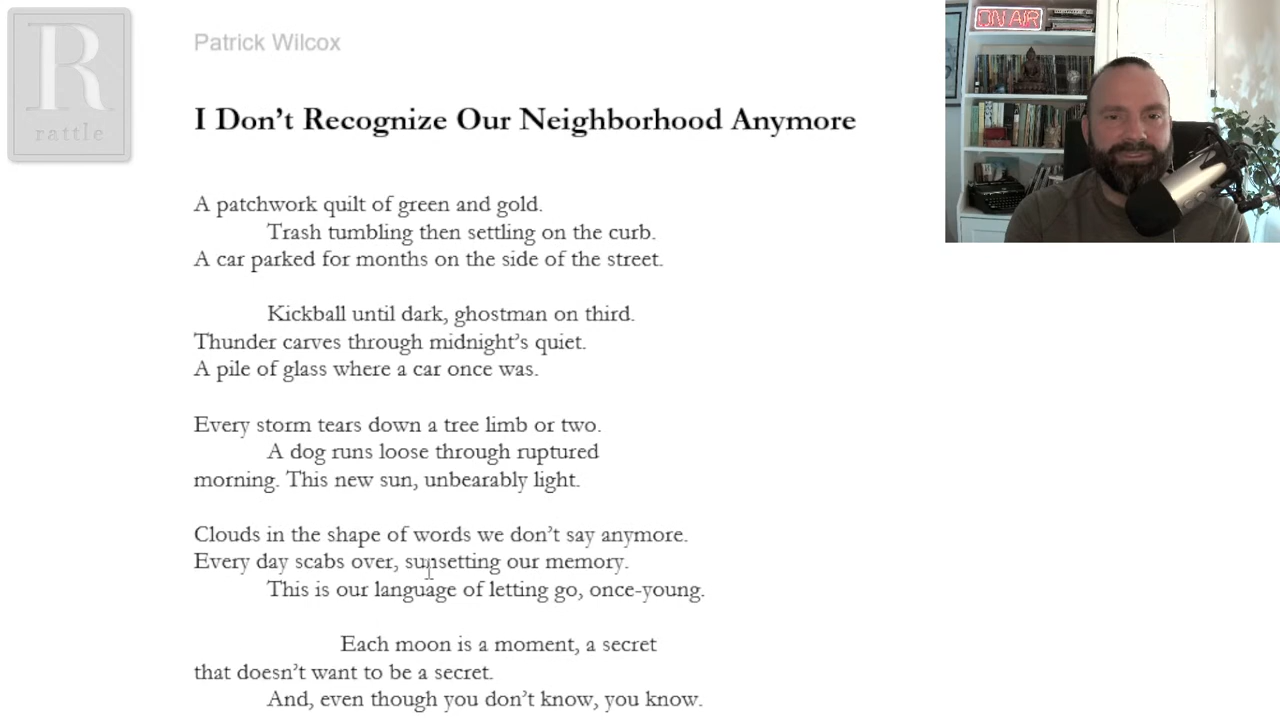 R
rattle
Patrick Wilcox
ON AIR
I Don't Recognize Our Neighborhood Anymore
A patchwork quilt of green and gold.
Trash tumbling then settling on the curb.
A car parked for months on the side of the street.
Kickball until dark, ghostman on third.
Thunder carves through midnight's quiet.
A pile of glass where a car once was.
Every storm tears down a tree limb or two.
A dog runs loose through ruptured
morning. This new sun, unbearably light.
Clouds in the shape of words we don't say anymore.
Every day scabs over, sunsetting our memory.
This is our language of letting go, once-young.
Each moon is a moment, a secret
that doesn't want to be a secret.
And, even though you don't know, you know.